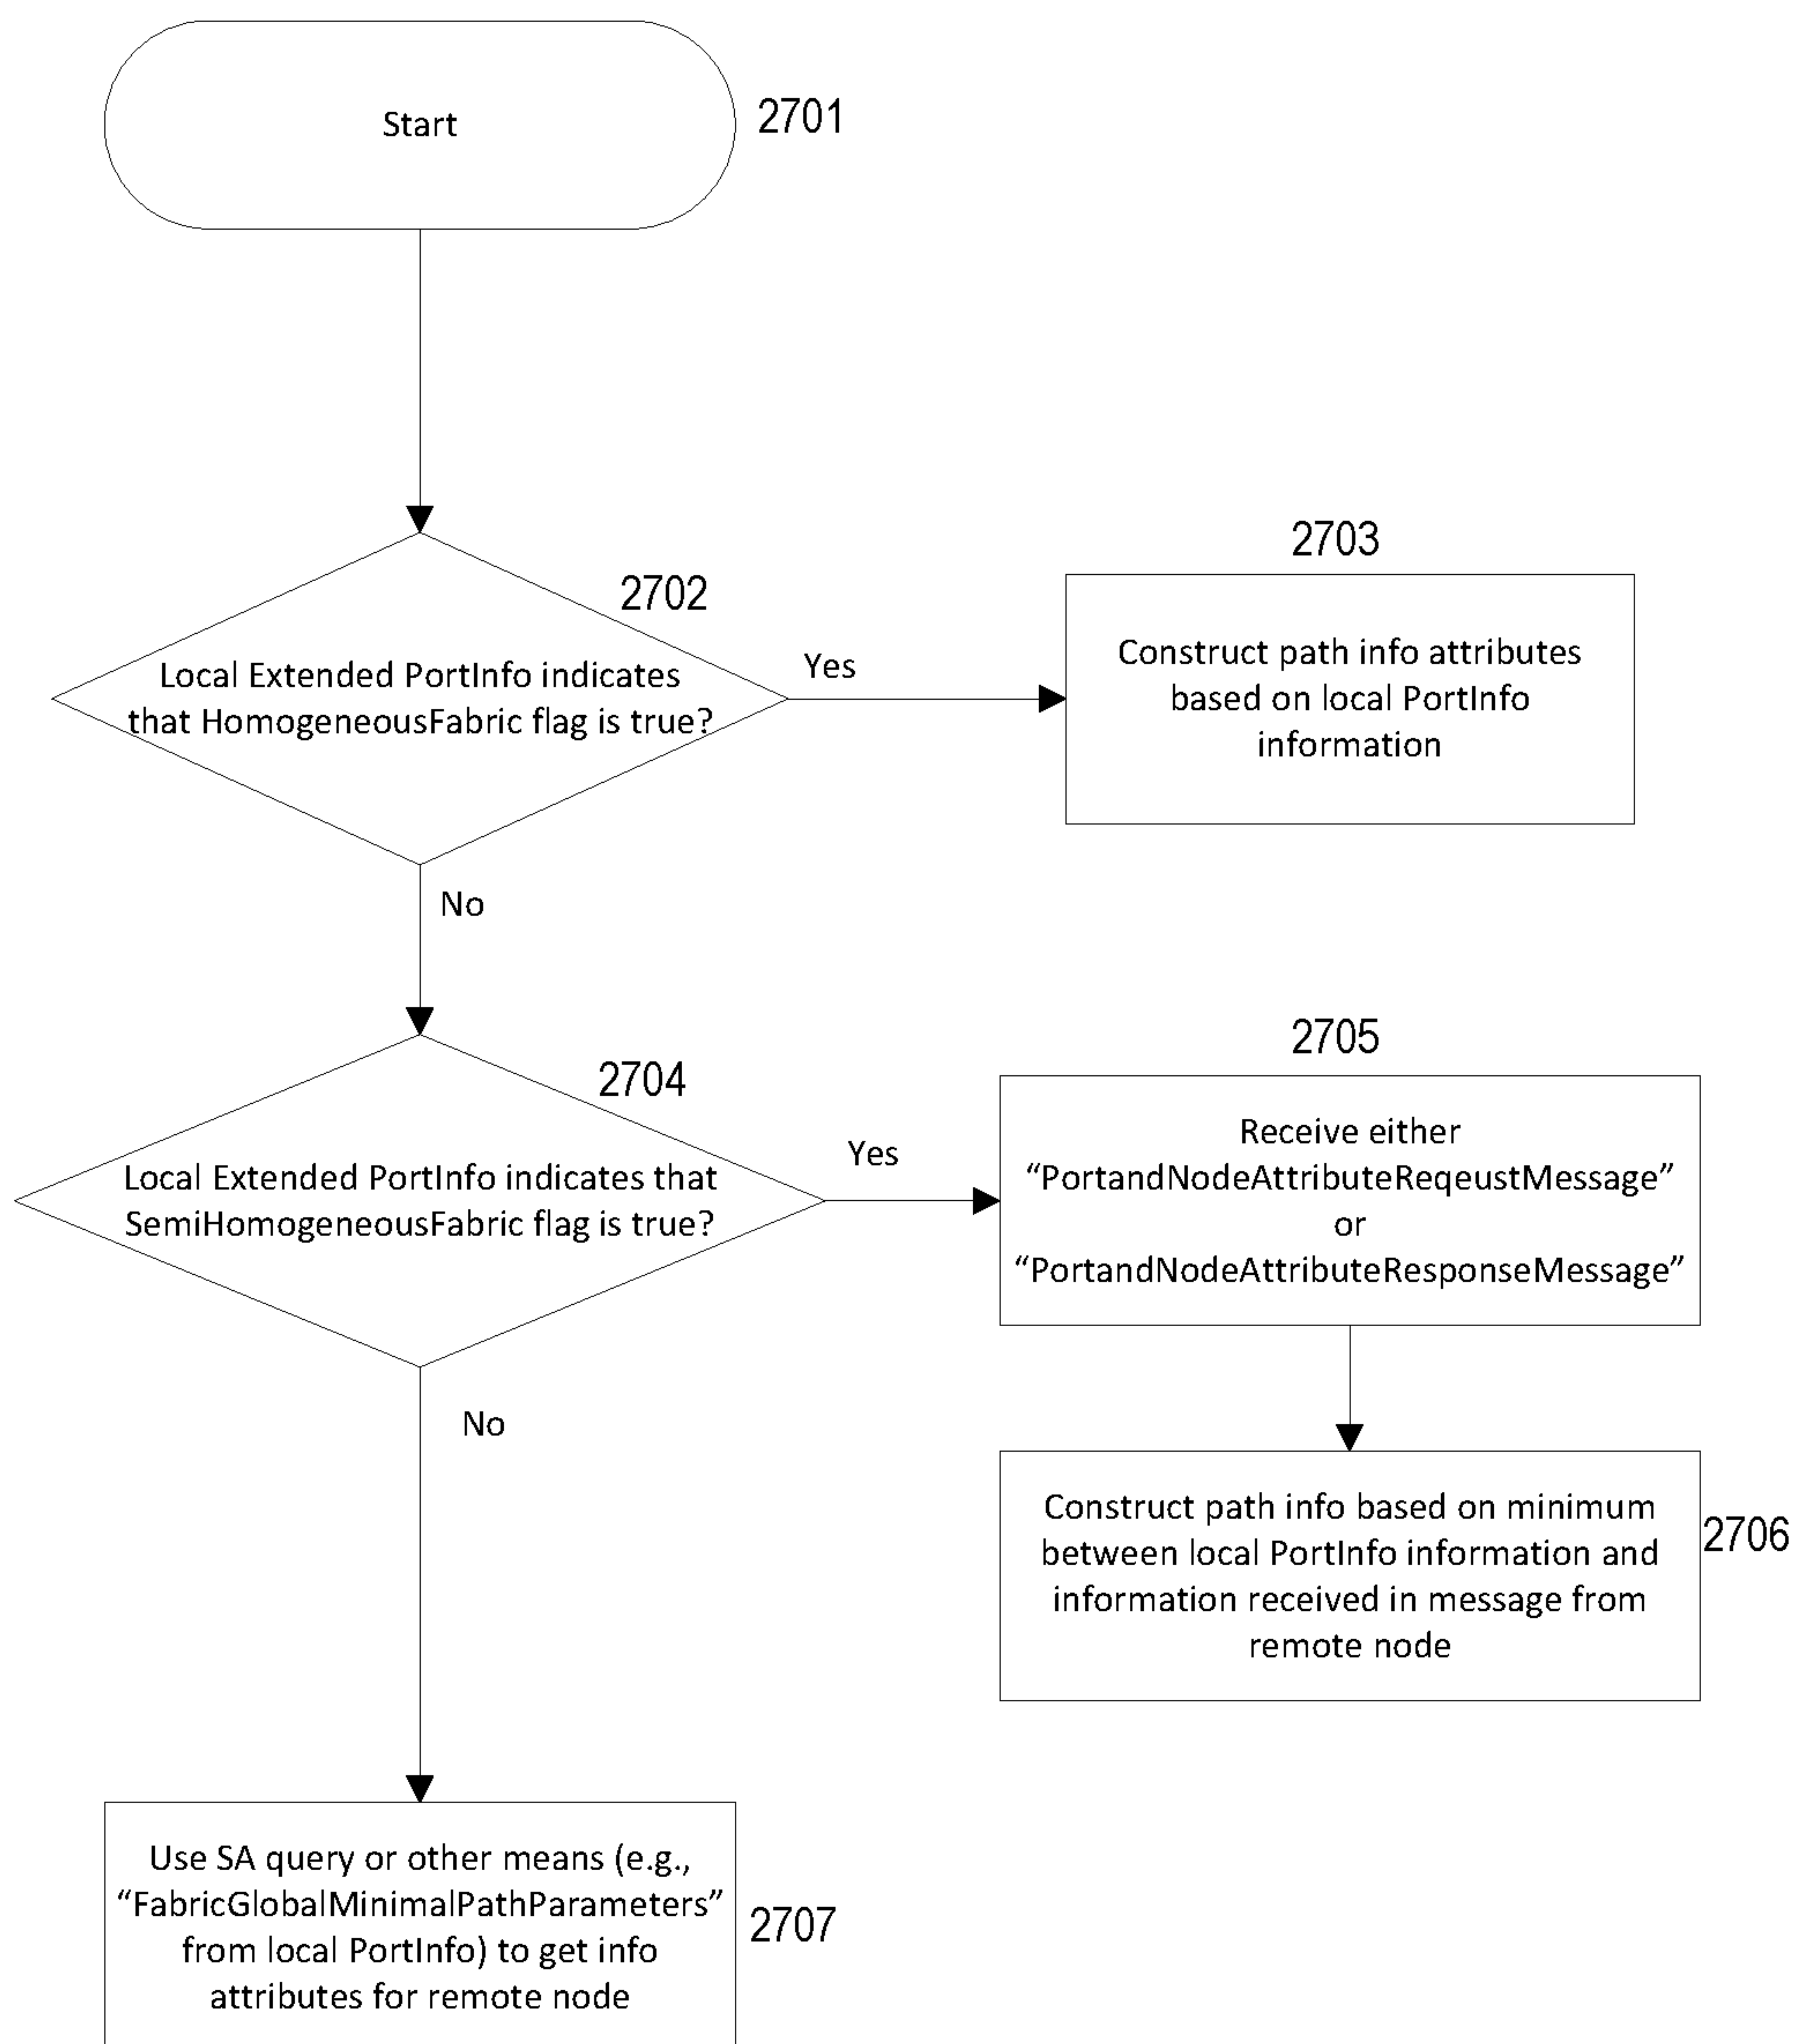 Start
2701
2702
Local Extended PortInfo indicates
that HomogeneousFabric flag is true?
Yes
2703
Construct path info attributes
based on local PortInfo
information
No
2704
Local Extended PortInfo indicates that
SemiHomogeneousFabric flag is true?
Yes
2705
Receive either
“PortandNodeAttributeReqeustMessage”
or
“PortandNodeAttributeResponseMessage”
2706
Construct path info based on minimum
between local PortInfo information and
information received in message from
remote node
No
Use SA query or other means (e.g.,
“FabricGlobalMinimalPathParameters”
from local PortInfo) to get info
attributes for remote node
2707